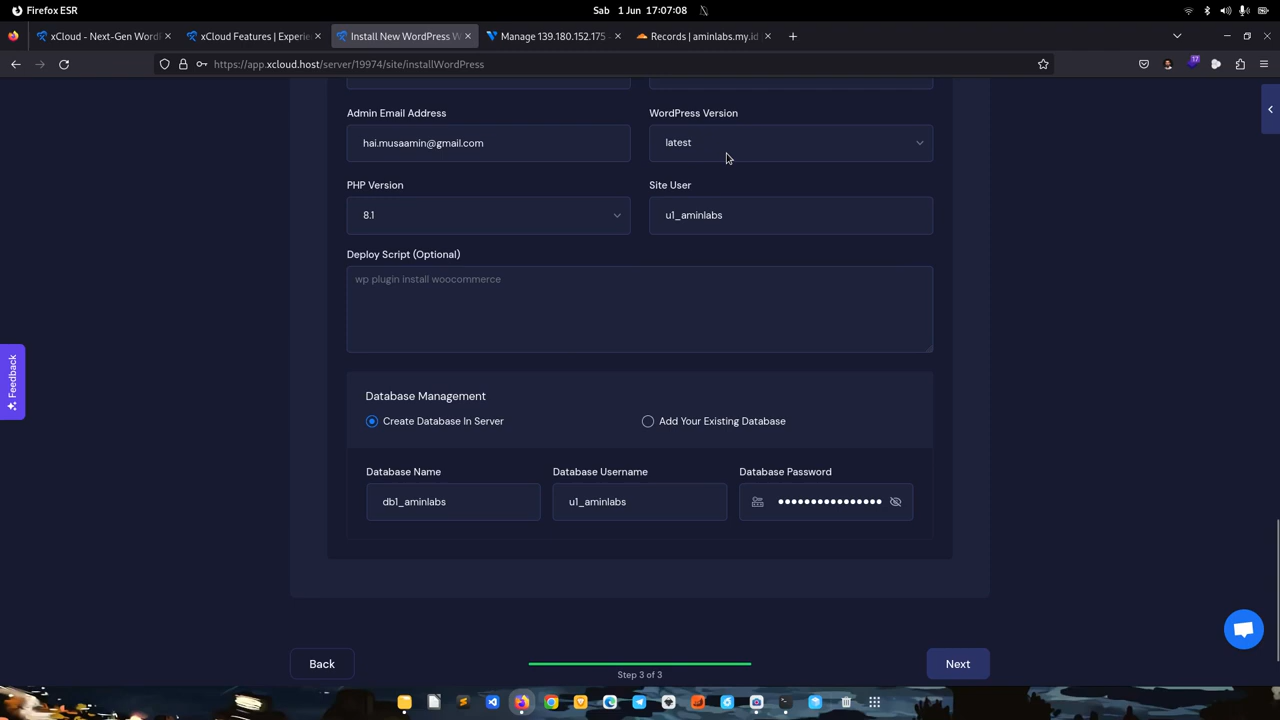 Firefox ESR
Sab 1 Jun 17:07:08
xCloud - Next-Gen Word
xCloud Features | Experie
Install New WordPress W
Manage 139.180.152.175 -
Records | aminlabs.my.id
https://app.xcloud.host/server/19974/site/installWordPress
17
Admin Email Address
WordPress Version
hai.musaamin@gmail.com
latest
PHP Version
Site User
8.1
u1_aminlabs
Deploy Script (Optional)
wp plugin install woocommerce
Feedback
Database Management
Create Database In Server
Add Your Existing Database
Database Name
Database Username
Database Password
db1_aminlabs
u1_aminlabs
••••••••••••••••
Back
Step 3 of 3
Next